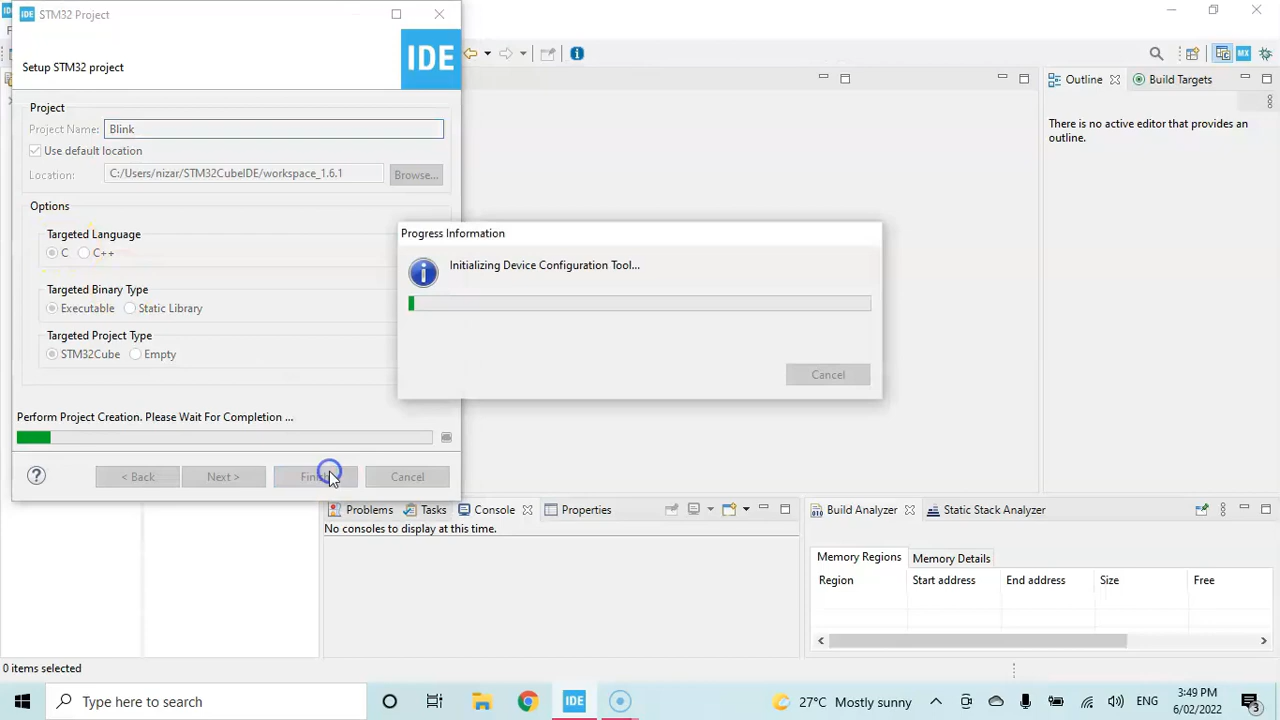 IDE STM32 Project
Setup STM32 project
IDE
Project
Project Name: Blink
Use default location
Location: C:/Users/nizar/STM32CubeIDE/workspace_1.6.1 Browse...
Options
Targeted Language
C C++
Targeted Binary Type
Executable Static Library
Targeted Project Type
STM32Cube Empty
Perform Project Creation. Please Wait For Completion ...
< Back Next > Cancel
Progress Information
Initializing Device Configuration Tool...
Cancel
MX
Outline Build Targets
There is no active editor that provides an
outline.
Problems Tasks Console Properties
No consoles to display at this time.
Build Analyzer Static Stack Analyzer
Memory Regions Memory Details
Region Start address End address Size Free
0 items selected
Type here to search
IDE
27°C Mostly sunny
ENG
3:49 PM
6/02/2022
3